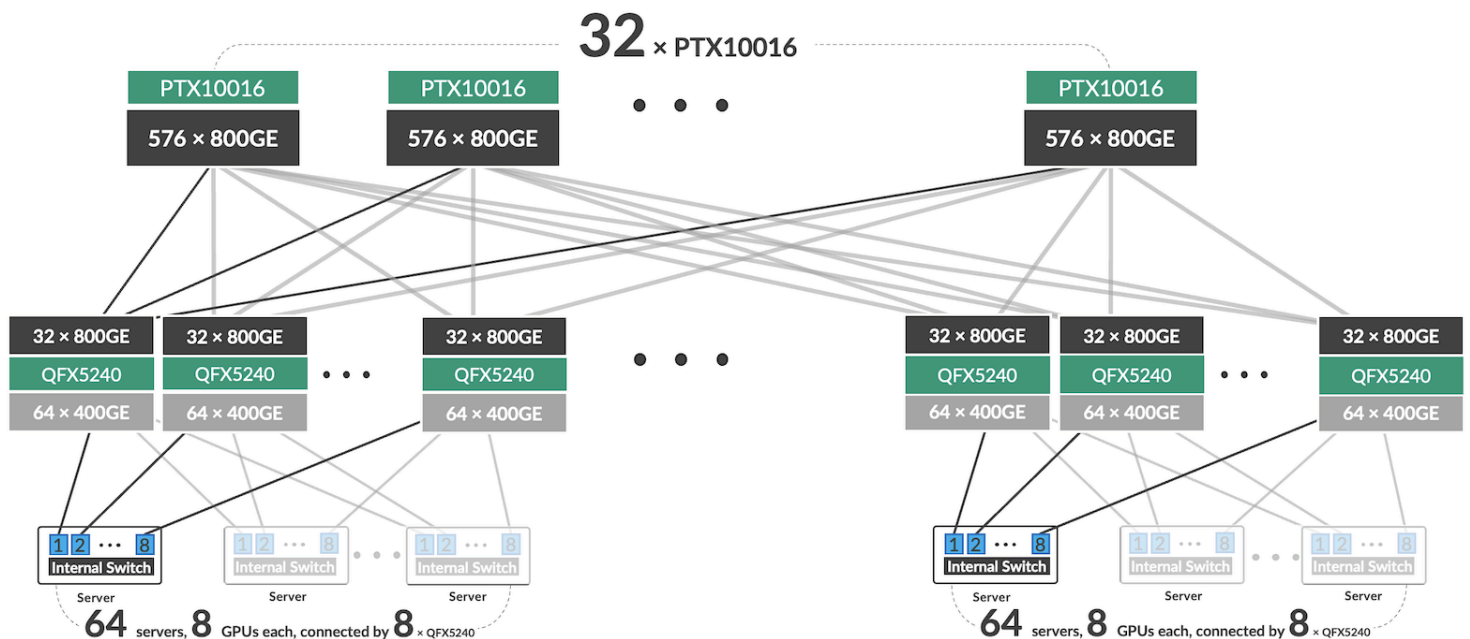 32 × PTX10016
PTX10016 PTX10016 • • • PTX10016
576 × 800GE 576 × 800GE 576 × 800GE
32 × 800GE 32 × 800GE 32 × 800GE • • • 32 × 800GE 32 × 800GE 32 × 800GE
QFX5240 QFX5240 • • • QFX5240 QFX5240 QFX5240 • • • QFX5240
64 × 400GE 64 × 400GE 64 × 400GE 64 × 400GE 64 × 400GE 64 × 400GE
1 2 ••• 8 1 2 ••• 8 1 2 ••• 8 1 2 ••• 8 1 2 ••• 8 1 2 ••• 8
Internal Switch Internal Switch • • • Internal Switch Internal Switch Internal Switch • • • Internal Switch
Server Server Server Server Server Server
64 servers, 8 GPUs each, connected by 8 × QFX5240 64 servers, 8 GPUs each, connected by 8 × QFX5240